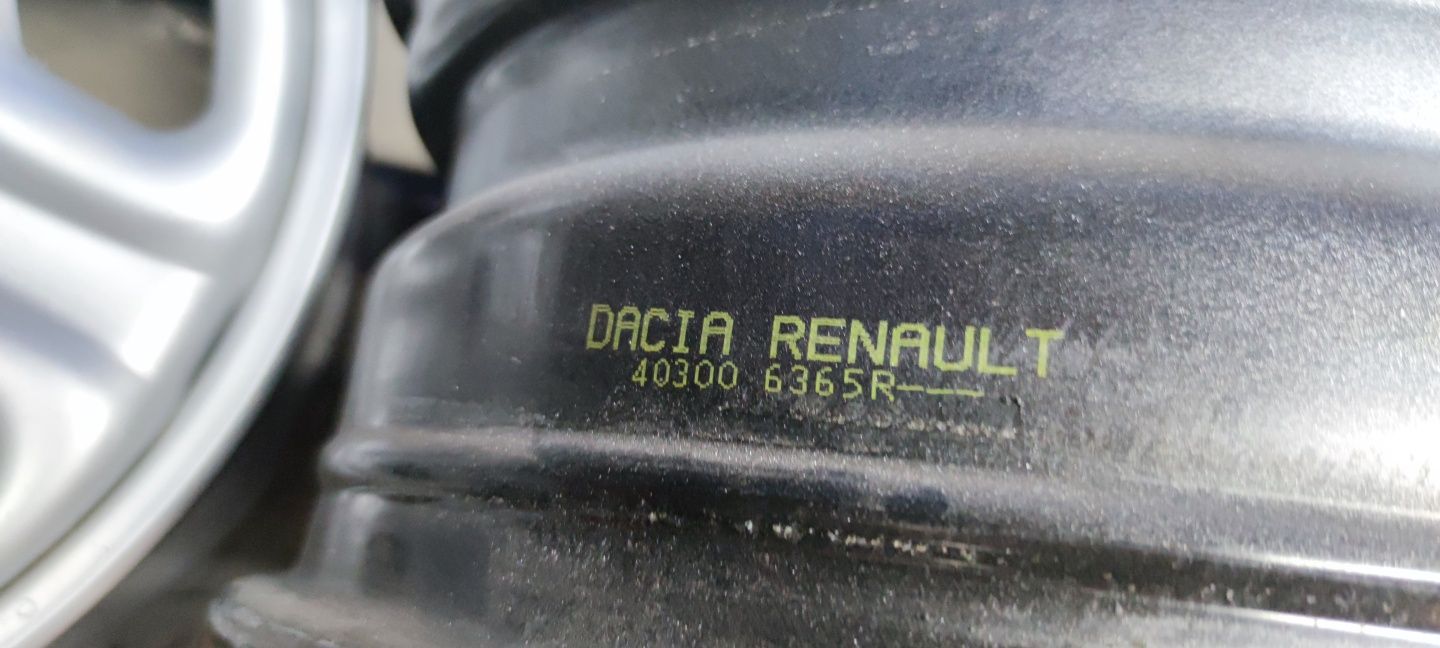 DACIA RENAULT
40300 6365R---